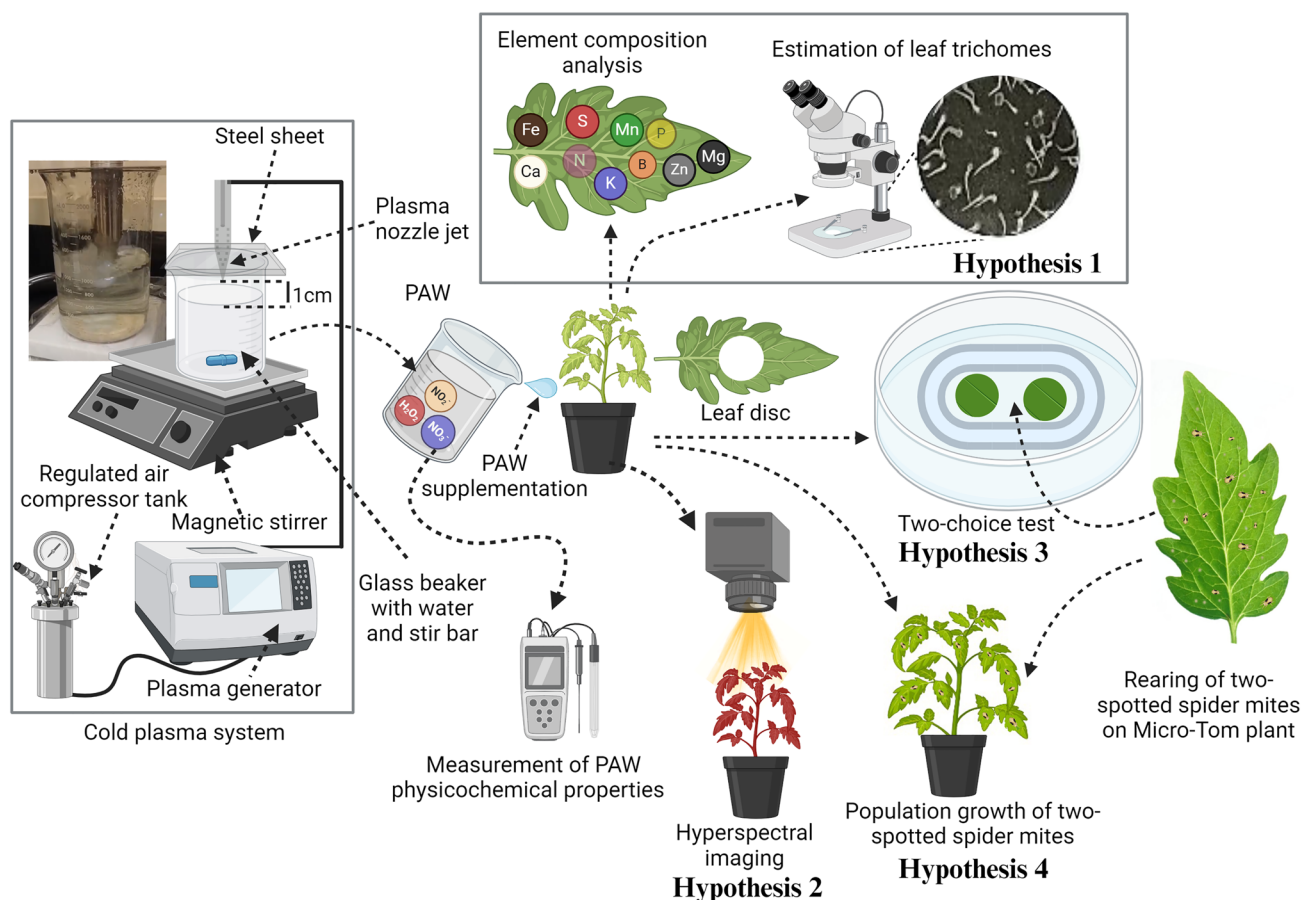 Element composition
analysis
Estimation of leaf trichomes
Fe
S
Mn
P
Ca
N
K
B
Zn
Mg
Hypothesis 1
Steel sheet
Plasma
nozzle jet
1cm
PAW
NO₂⁻
H₂O₂
NO₃⁻
PAW
supplementation
Leaf disc
Two-choice test
Hypothesis 3
Regulated air
compressor tank
Magnetic stirrer
Glass beaker
with water
and stir bar
Plasma generator
Cold plasma system
Measurement of PAW
physicochemical properties
Hyperspectral
imaging
Hypothesis 2
Population growth of two-
spotted spider mites
Hypothesis 4
Rearing of two-
spotted spider mites
on Micro-Tom plant